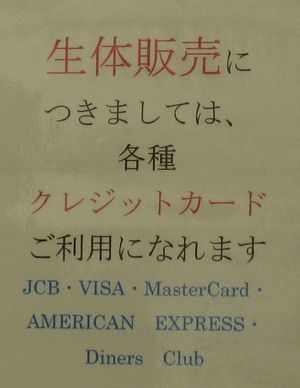 生体販売に
つきましては、
各種
クレジットカード
ご利用になれます
JCB・VISA・MasterCard・
AMERICAN EXPRESS・
Diners Club